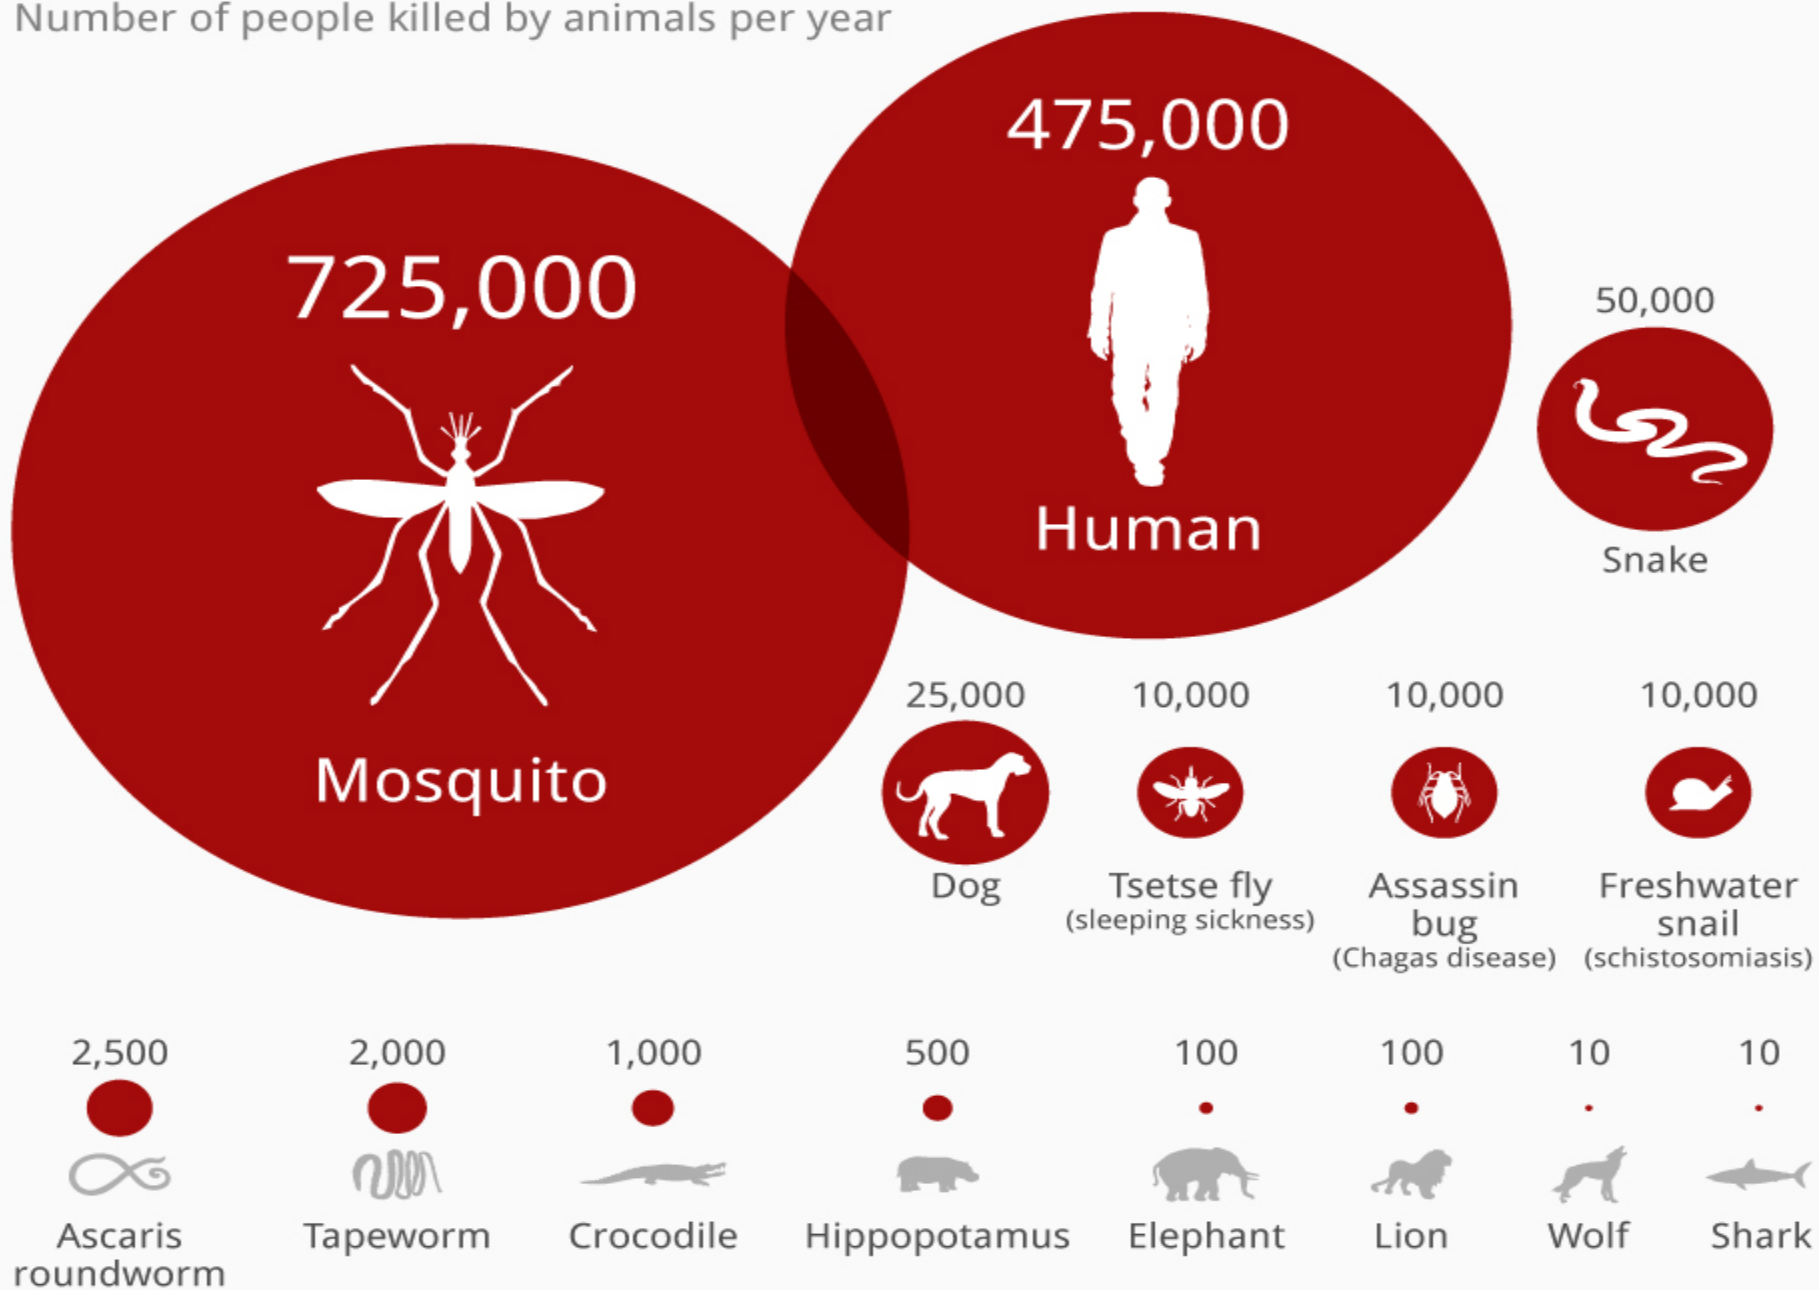 Number of people killed by animals per year
475,000
Human
725,000
Mosquito
50,000
Snake
25,000
Dog
10,000
Tsetse fly
(sleeping sickness)
10,000
Assassin
bug
(Chagas disease)
10,000
Freshwater
snail
(schistosomiasis)
2,500
Ascaris
roundworm
2,000
Tapeworm
1,000
Crocodile
500
Hippopotamus
100
Elephant
100
Lion
10
Wolf
10
Shark